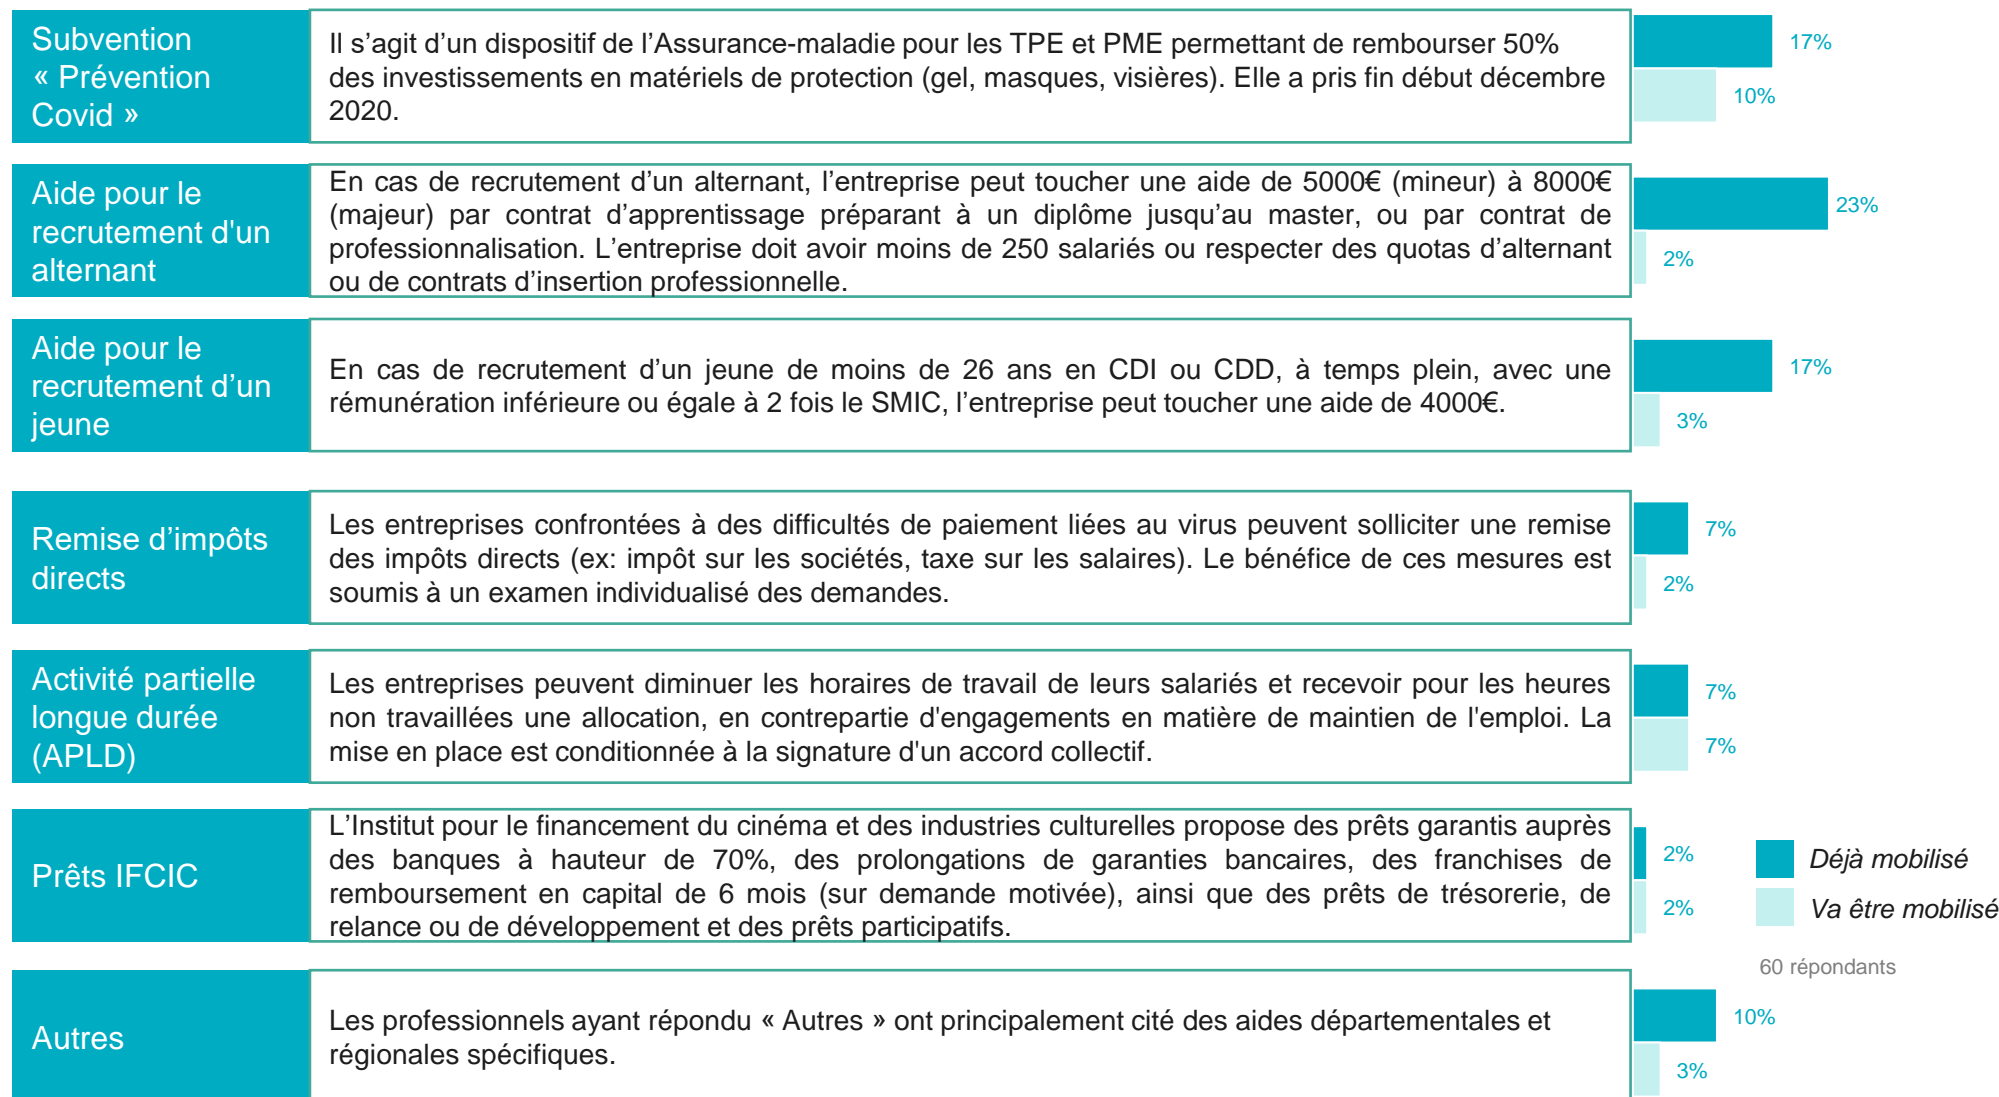 Subvention
« Prévention
Covid »
Il s’agit d’un dispositif de l’Assurance-maladie pour les TPE et PME permettant de rembourser 50%
des investissements en matériels de protection (gel, masques, visières). Elle a pris fin début décembre
2020.
17%
10%
Aide pour le
recrutement d'un
alternant
En cas de recrutement d’un alternant, l’entreprise peut toucher une aide de 5000€ (mineur) à 8000€
(majeur) par contrat d’apprentissage préparant à un diplôme jusqu’au master, ou par contrat de
professionnalisation. L’entreprise doit avoir moins de 250 salariés ou respecter des quotas d’alternant
ou de contrats d’insertion professionnelle.
23%
2%
Aide pour le
recrutement d’un
jeune
En cas de recrutement d’un jeune de moins de 26 ans en CDI ou CDD, à temps plein, avec une
rémunération inférieure ou égale à 2 fois le SMIC, l’entreprise peut toucher une aide de 4000€.
17%
3%
Remise d’impôts
directs
Les entreprises confrontées à des difficultés de paiement liées au virus peuvent solliciter une remise
des impôts directs (ex: impôt sur les sociétés, taxe sur les salaires). Le bénéfice de ces mesures est
soumis à un examen individualisé des demandes.
7%
2%
Activité partielle
longue durée
(APLD)
Les entreprises peuvent diminuer les horaires de travail de leurs salariés et recevoir pour les heures
non travaillées une allocation, en contrepartie d'engagements en matière de maintien de l'emploi. La
mise en place est conditionnée à la signature d'un accord collectif.
7%
7%
Prêts IFCIC
L’Institut pour le financement du cinéma et des industries culturelles propose des prêts garantis auprès
des banques à hauteur de 70%, des prolongations de garanties bancaires, des franchises de
remboursement en capital de 6 mois (sur demande motivée), ainsi que des prêts de trésorerie, de
relance ou de développement et des prêts participatifs.
2%
2%
Déjà mobilisé
Va être mobilisé
60 répondants
Autres
Les professionnels ayant répondu « Autres » ont principalement cité des aides départementales et
régionales spécifiques.
10%
3%